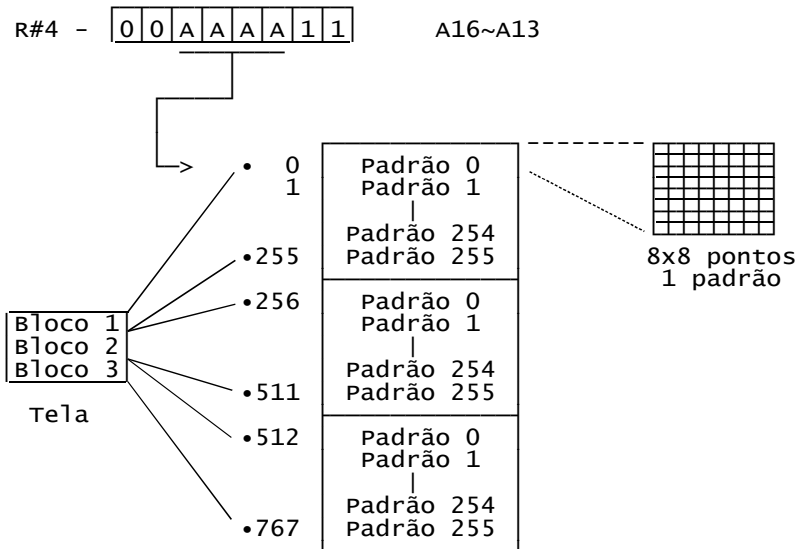 R#4 - 0 0 A A A A 1 1 A16~A13
• 0 Padrão 0
1 Padrão 1
|
Padrão 254
•255 Padrão 255
8x8 pontos
1 padrão
•256 Padrão 0
Padrão 1
|
Padrão 254
•511 Padrão 255
Bloco 1
Bloco 2
Bloco 3
Tela
•512 Padrão 0
Padrão 1
|
Padrão 254
•767 Padrão 255